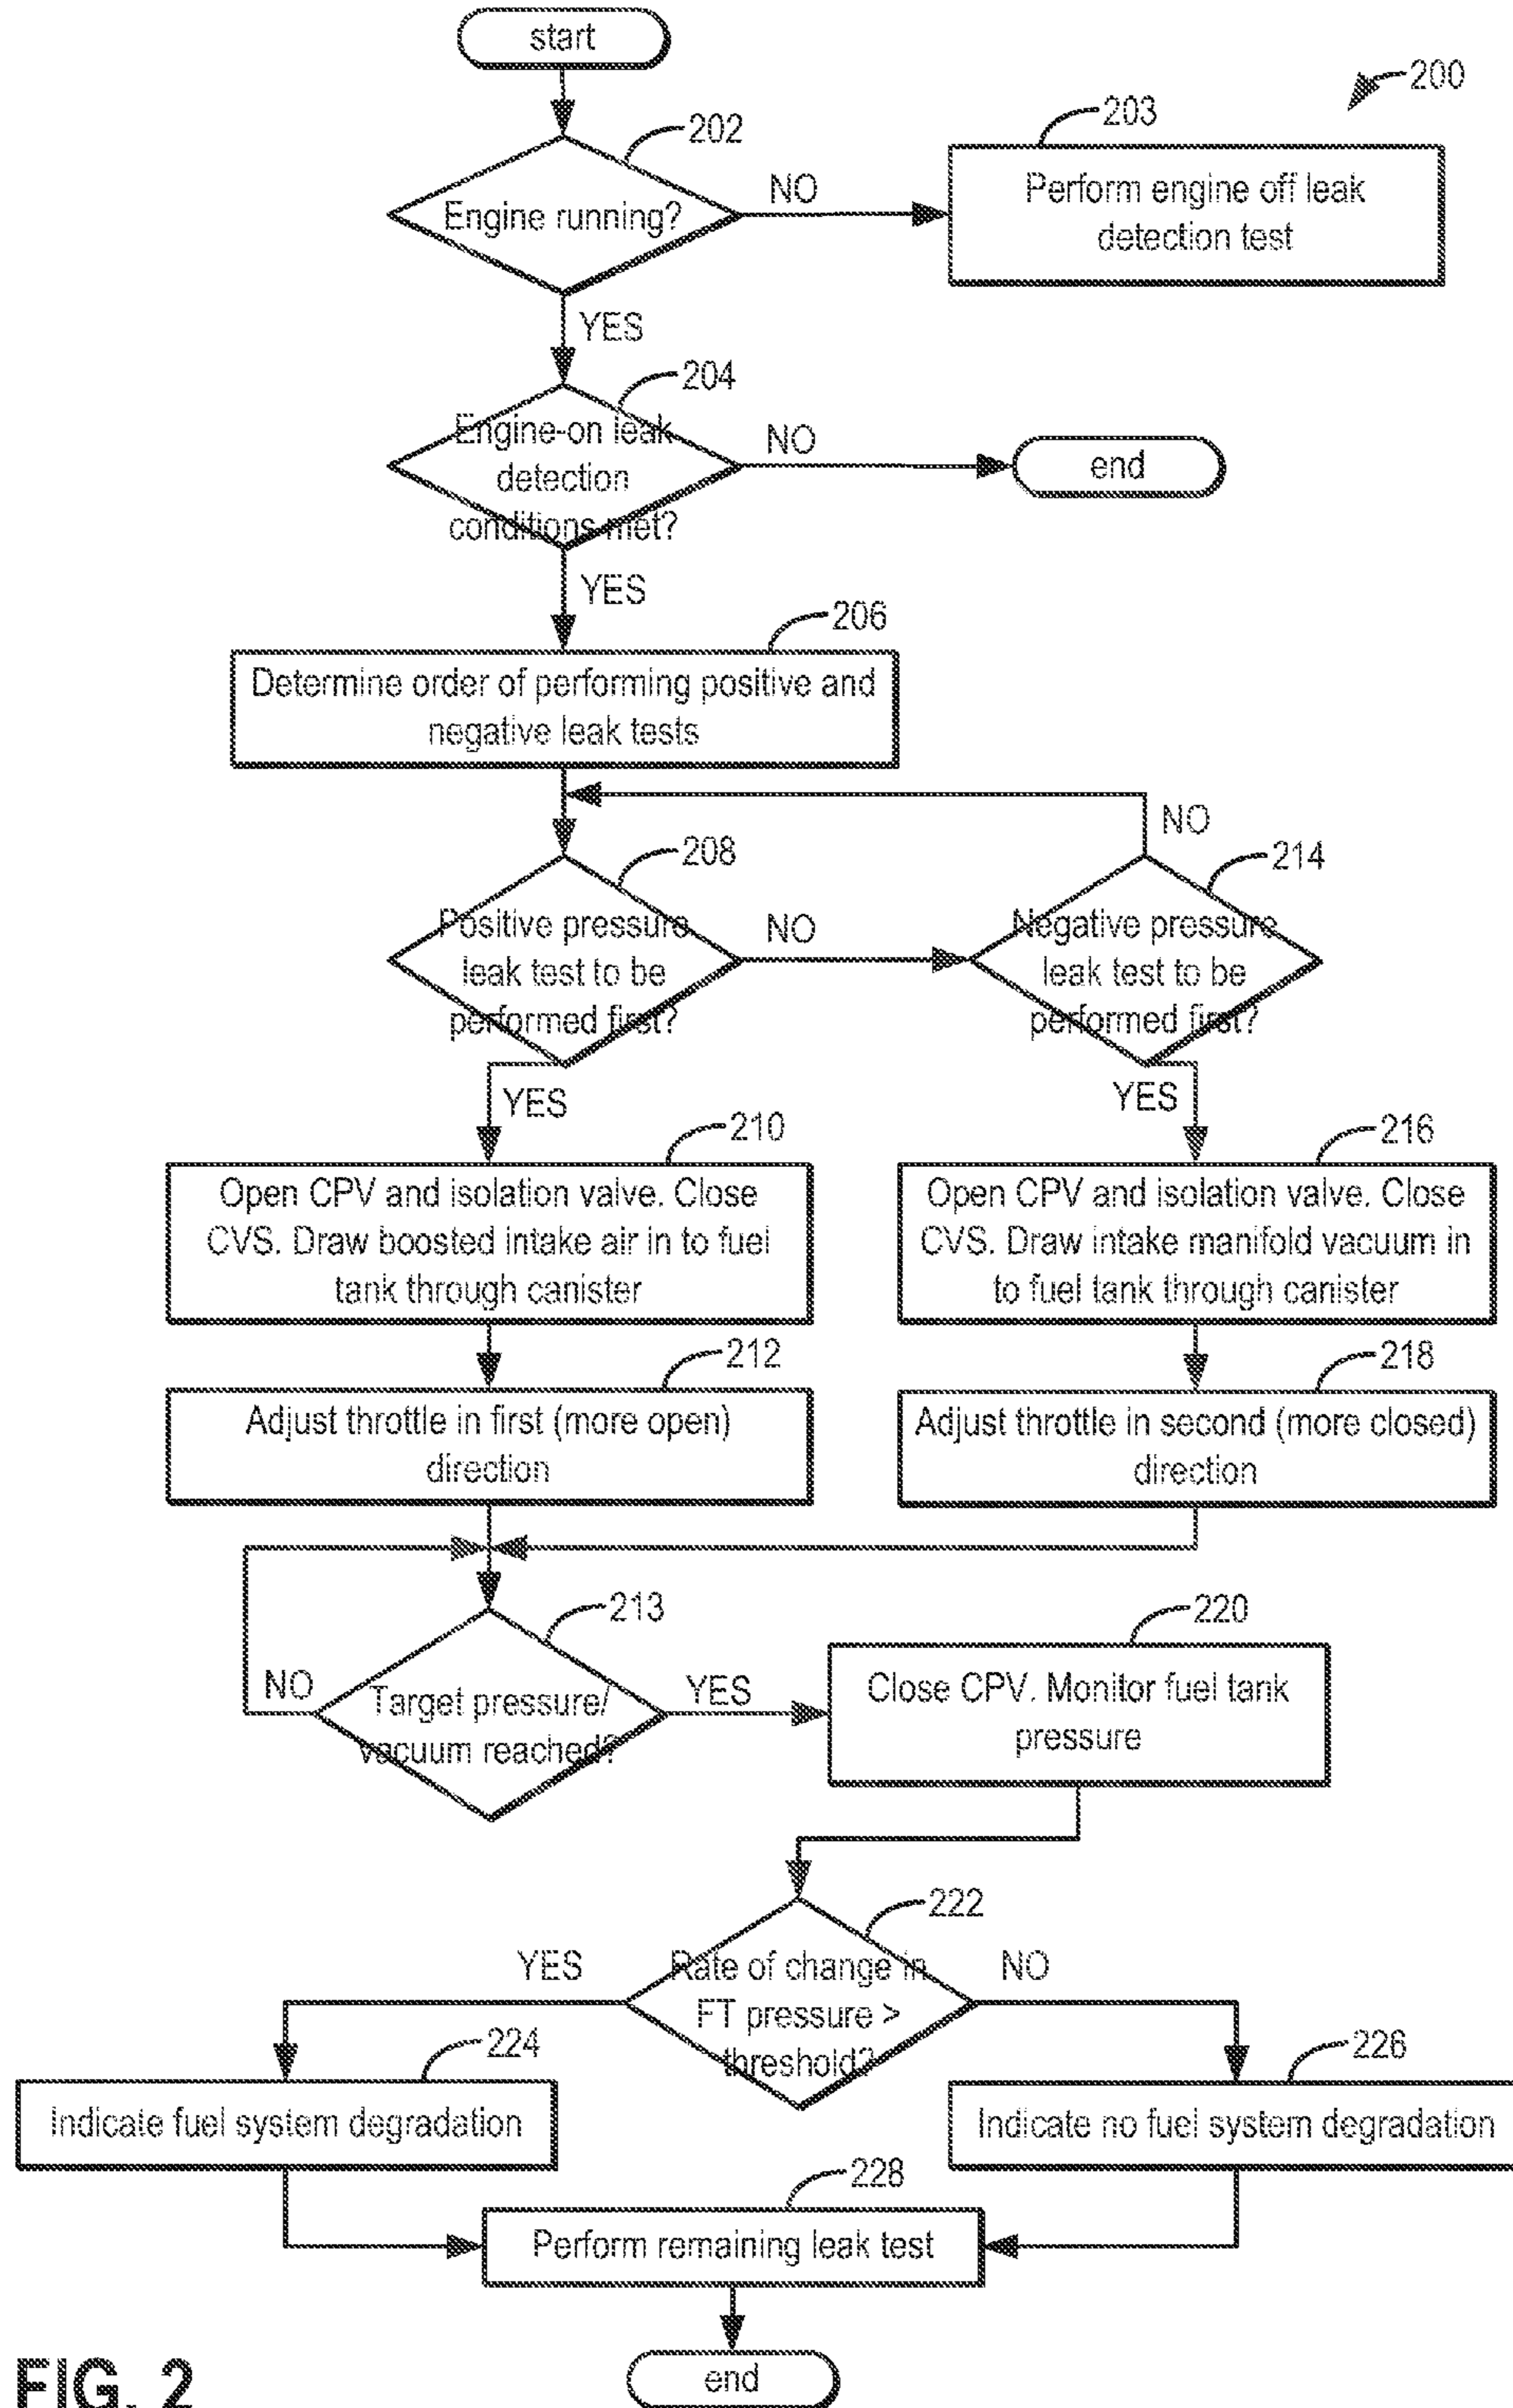 start
200
202
203
Engine running?
NO
Perform engine off leak
detection test
YES
204
Engine-on leak
detection
conditions met?
NO
end
YES
206
Determine order of performing positive and
negative leak tests
NO
208
214
Positive pressure
leak test to be
performed first?
NO
Negative pressure
leak test to be
performed first?
YES
YES
210
216
Open CPV and isolation valve. Close
CVS. Draw boosted intake air in to fuel
tank through canister
Open CPV and isolation valve. Close
CVS. Draw intake manifold vacuum in
to fuel tank through canister
212
218
Adjust throttle in first (more open)
direction
Adjust throttle in second (more closed)
direction
213
220
NO
Target pressure/
vacuum reached?
YES
Close CPV. Monitor fuel tank
pressure
222
YES
Rate of change in
FT pressure >
threshold?
NO
224
226
Indicate fuel system degradation
Indicate no fuel system degradation
228
Perform remaining leak test
end
FIG. 2